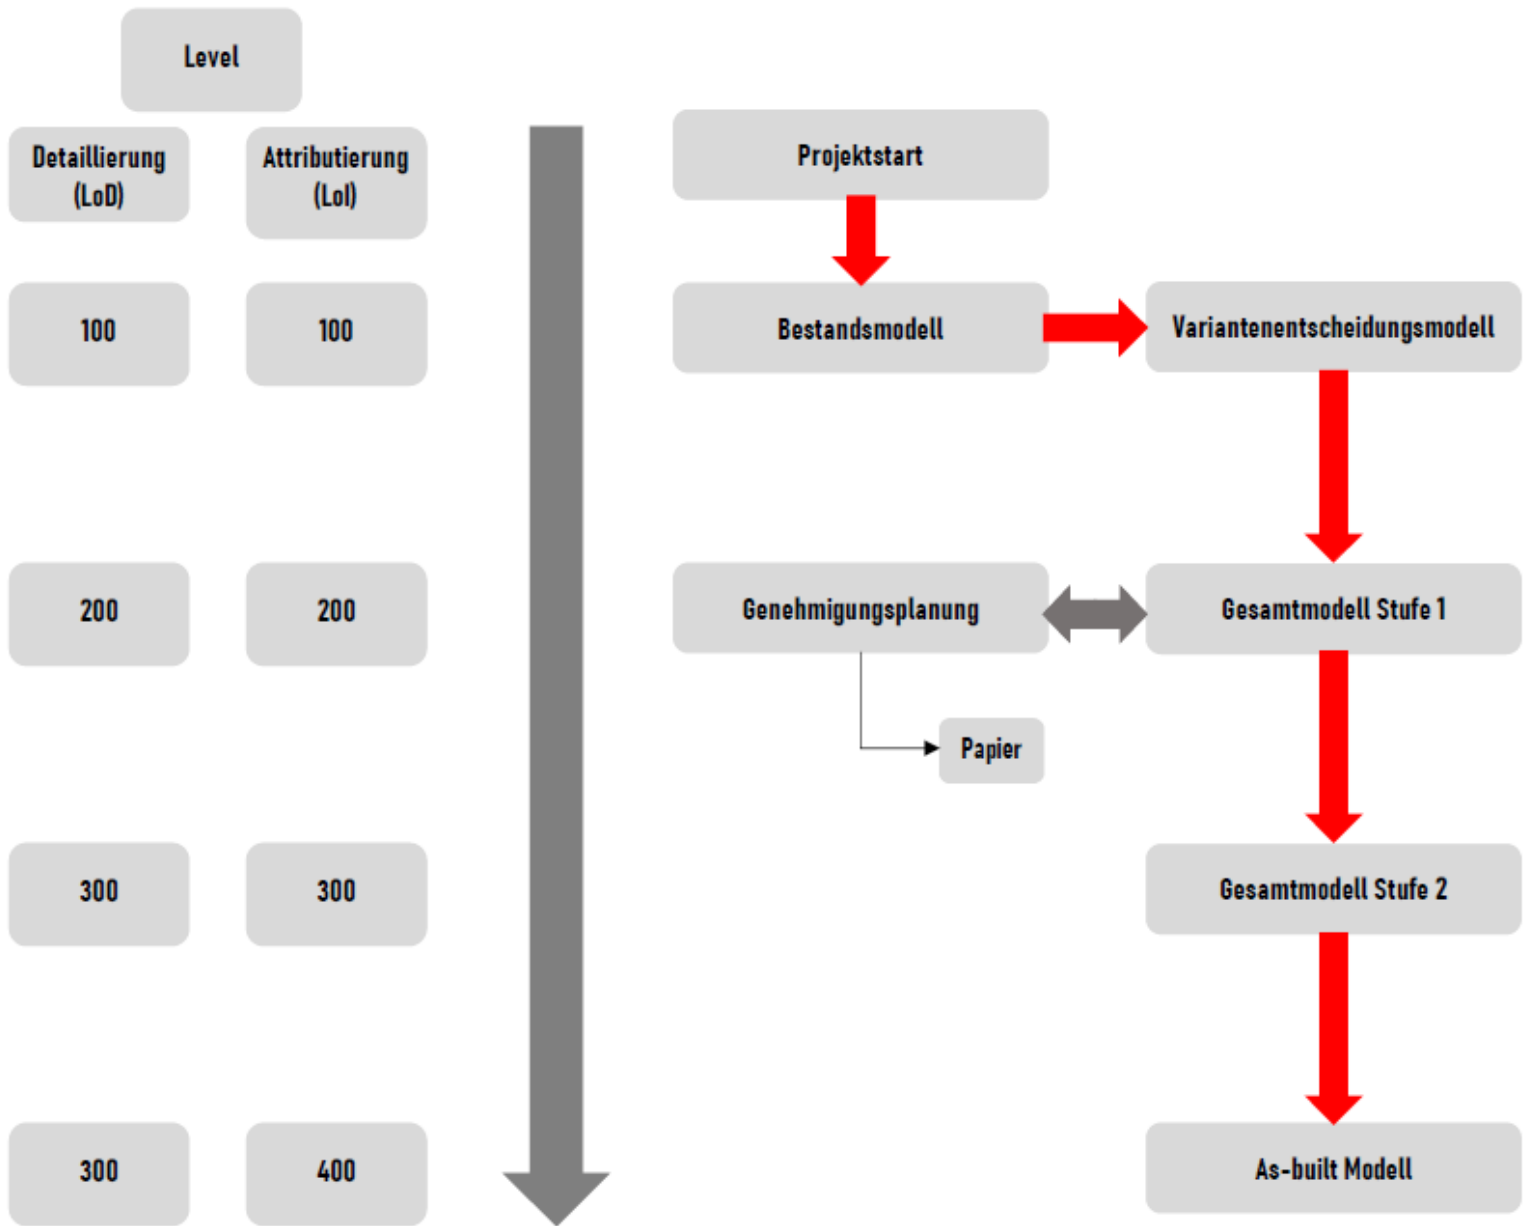 Level
Detaillierung
(LoD)
Attributierung
(LoI)
Projektstart
100
100
Bestandsmodell
Variantenentscheidungsmodell
200
200
Genehmigungsplanung
Gesamtmodell Stufe 1
Papier
300
300
Gesamtmodell Stufe 2
300
400
As-built Modell